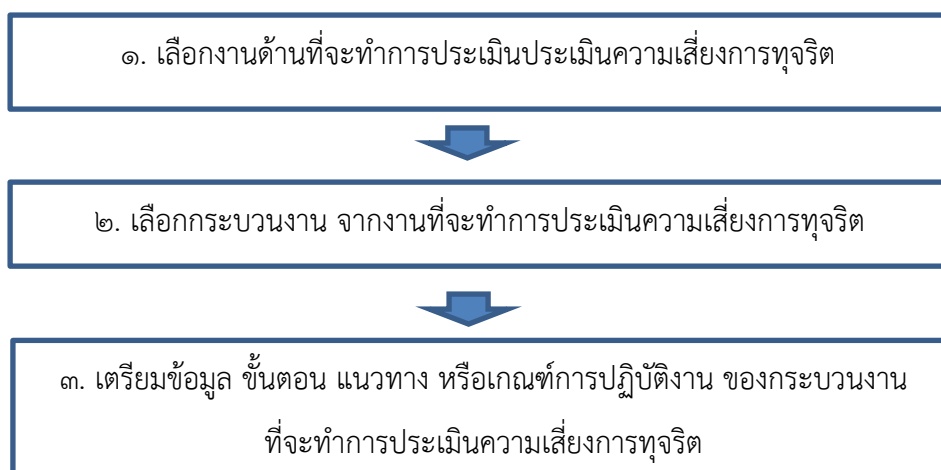 ๑. เลือกงานด้านที่จะทำการประเมินประเมินความเสี่ยงการทุจริต
๒. เลือกกระบวนงาน จากงานที่จะทำการประเมินความเสี่ยงการทุจริต
๓. เตรียมข้อมูล ขั้นตอน แนวทาง หรือเกณฑ์การปฏิบัติงาน ของกระบวนงาน
ที่จะทำการประเมินความเสี่ยงการทุจริต